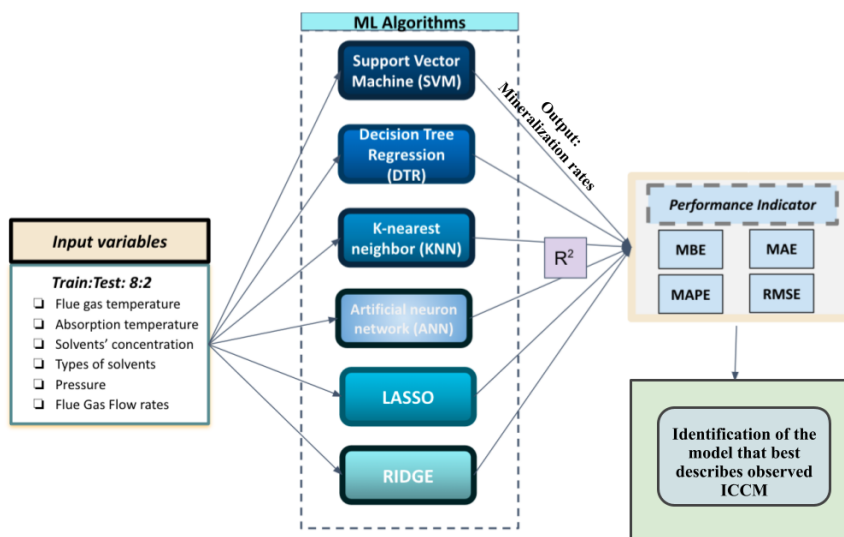 ML Algorithms
Support Vector
Machine (SVM)
Decision Tree
Regression
(DTR)
K-nearest
neighbor (KNN)
Artificial neuron
network (ANN)
LASSO
RIDGE
Input variables
Train:Test: 8:2
Flue gas temperature
Absorption temperature
Solvents' concentration
Types of solvents
Pressure
Flue Gas Flow rates
Output:
Mineralization rates
R²
Performance Indicator
MBE
MAE
MAPE
RMSE
Identification of the
model that best
describes observed
ICCM